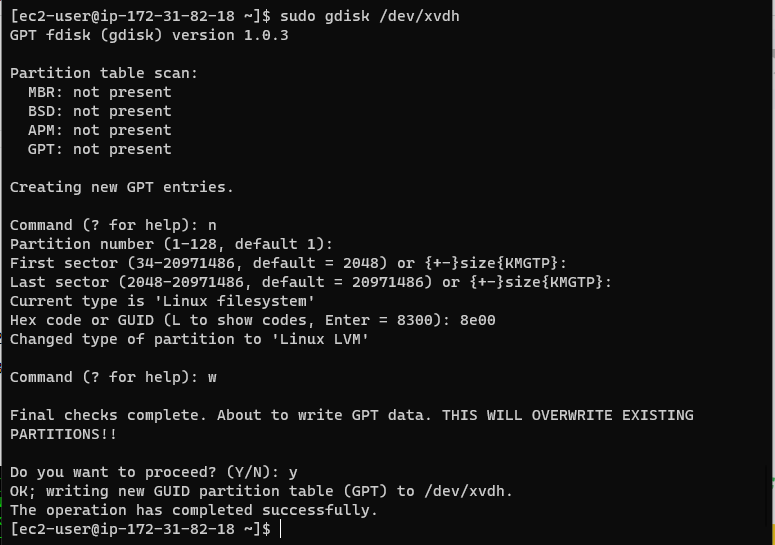 [ec2-user@ip-172-31-82-18 ~]$ sudo gdisk /dev/xvdh
GPT fdisk (gdisk) version 1.0.3
Partition table scan:
  MBR: not present
  BSD: not present
  APM: not present
  GPT: not present
Creating new GPT entries.
Command (? for help): n
Partition number (1-128, default 1):
First sector (34-20971486, default = 2048) or {+-}size{KMGTP}:
Last sector (2048-20971486, default = 20971486) or {+-}size{KMGTP}:
Current type is 'Linux filesystem'
Hex code or GUID (L to show codes, Enter = 8300): 8e00
Changed type of partition to 'Linux LVM'
Command (? for help): w
Final checks complete. About to write GPT data. THIS WILL OVERWRITE EXISTING
PARTITIONS!!
Do you want to proceed? (Y/N): y
OK; writing new GUID partition table (GPT) to /dev/xvdh.
The operation has completed successfully.
[ec2-user@ip-172-31-82-18 ~]$